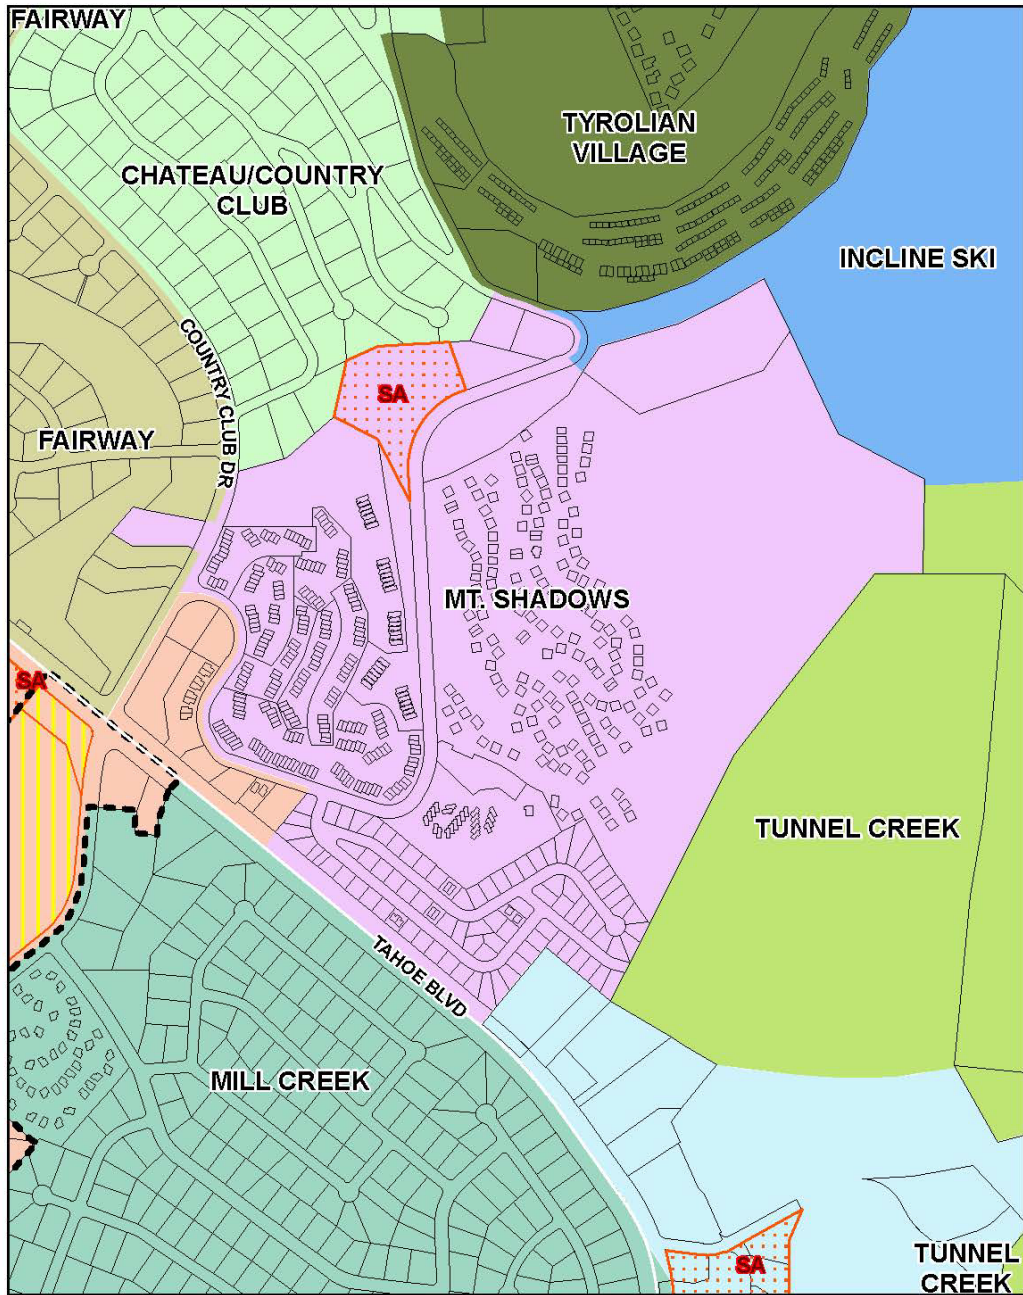 FAIRWAY
TYROLIAN
VILLAGE
CHATEAU/COUNTRY
CLUB
INCLINE SKI
COUNTRY CLUB DR
SA
FAIRWAY
MT. SHADOWS
SA
TUNNEL CREEK
TAHOE BLVD
MILL CREEK
SA
TUNNEL
CREEK